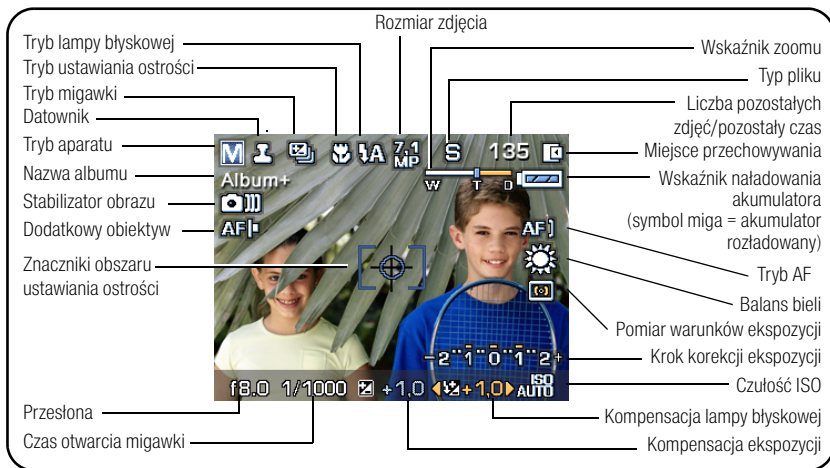 Rozmiar zdjęcia
Tryb lampy błyskowej
Tryb ustawiania ostrości
Tryb migawki
Datownik
Tryb aparatu
Nazwa albumu
Stabilizator obrazu
Dodatkowy obiektyw
Znaczniki obszaru
ustawiania ostrości
Przesłona
Czas otwarcia migawki
M 4A 7,1 MP S 135
Album+
W T D
AF
AF]
-2"1"0"1"2+
f8.0 1/1000 +1,0 +1,0 ISO AUTO
Wskaźnik zoomu
Typ pliku
Liczba pozostałych
zdjęć/pozostały czas
Miejsce przechowywania
Wskaźnik naładowania
akumulatora
(symbol miga = akumulator
rozładowany)
Tryb AF
Balans bieli
Pomiar warunków ekspozycji
Krok korekcji ekspozycji
Czułość ISO
Kompensacja lampy błyskowej
Kompensacja ekspozycji